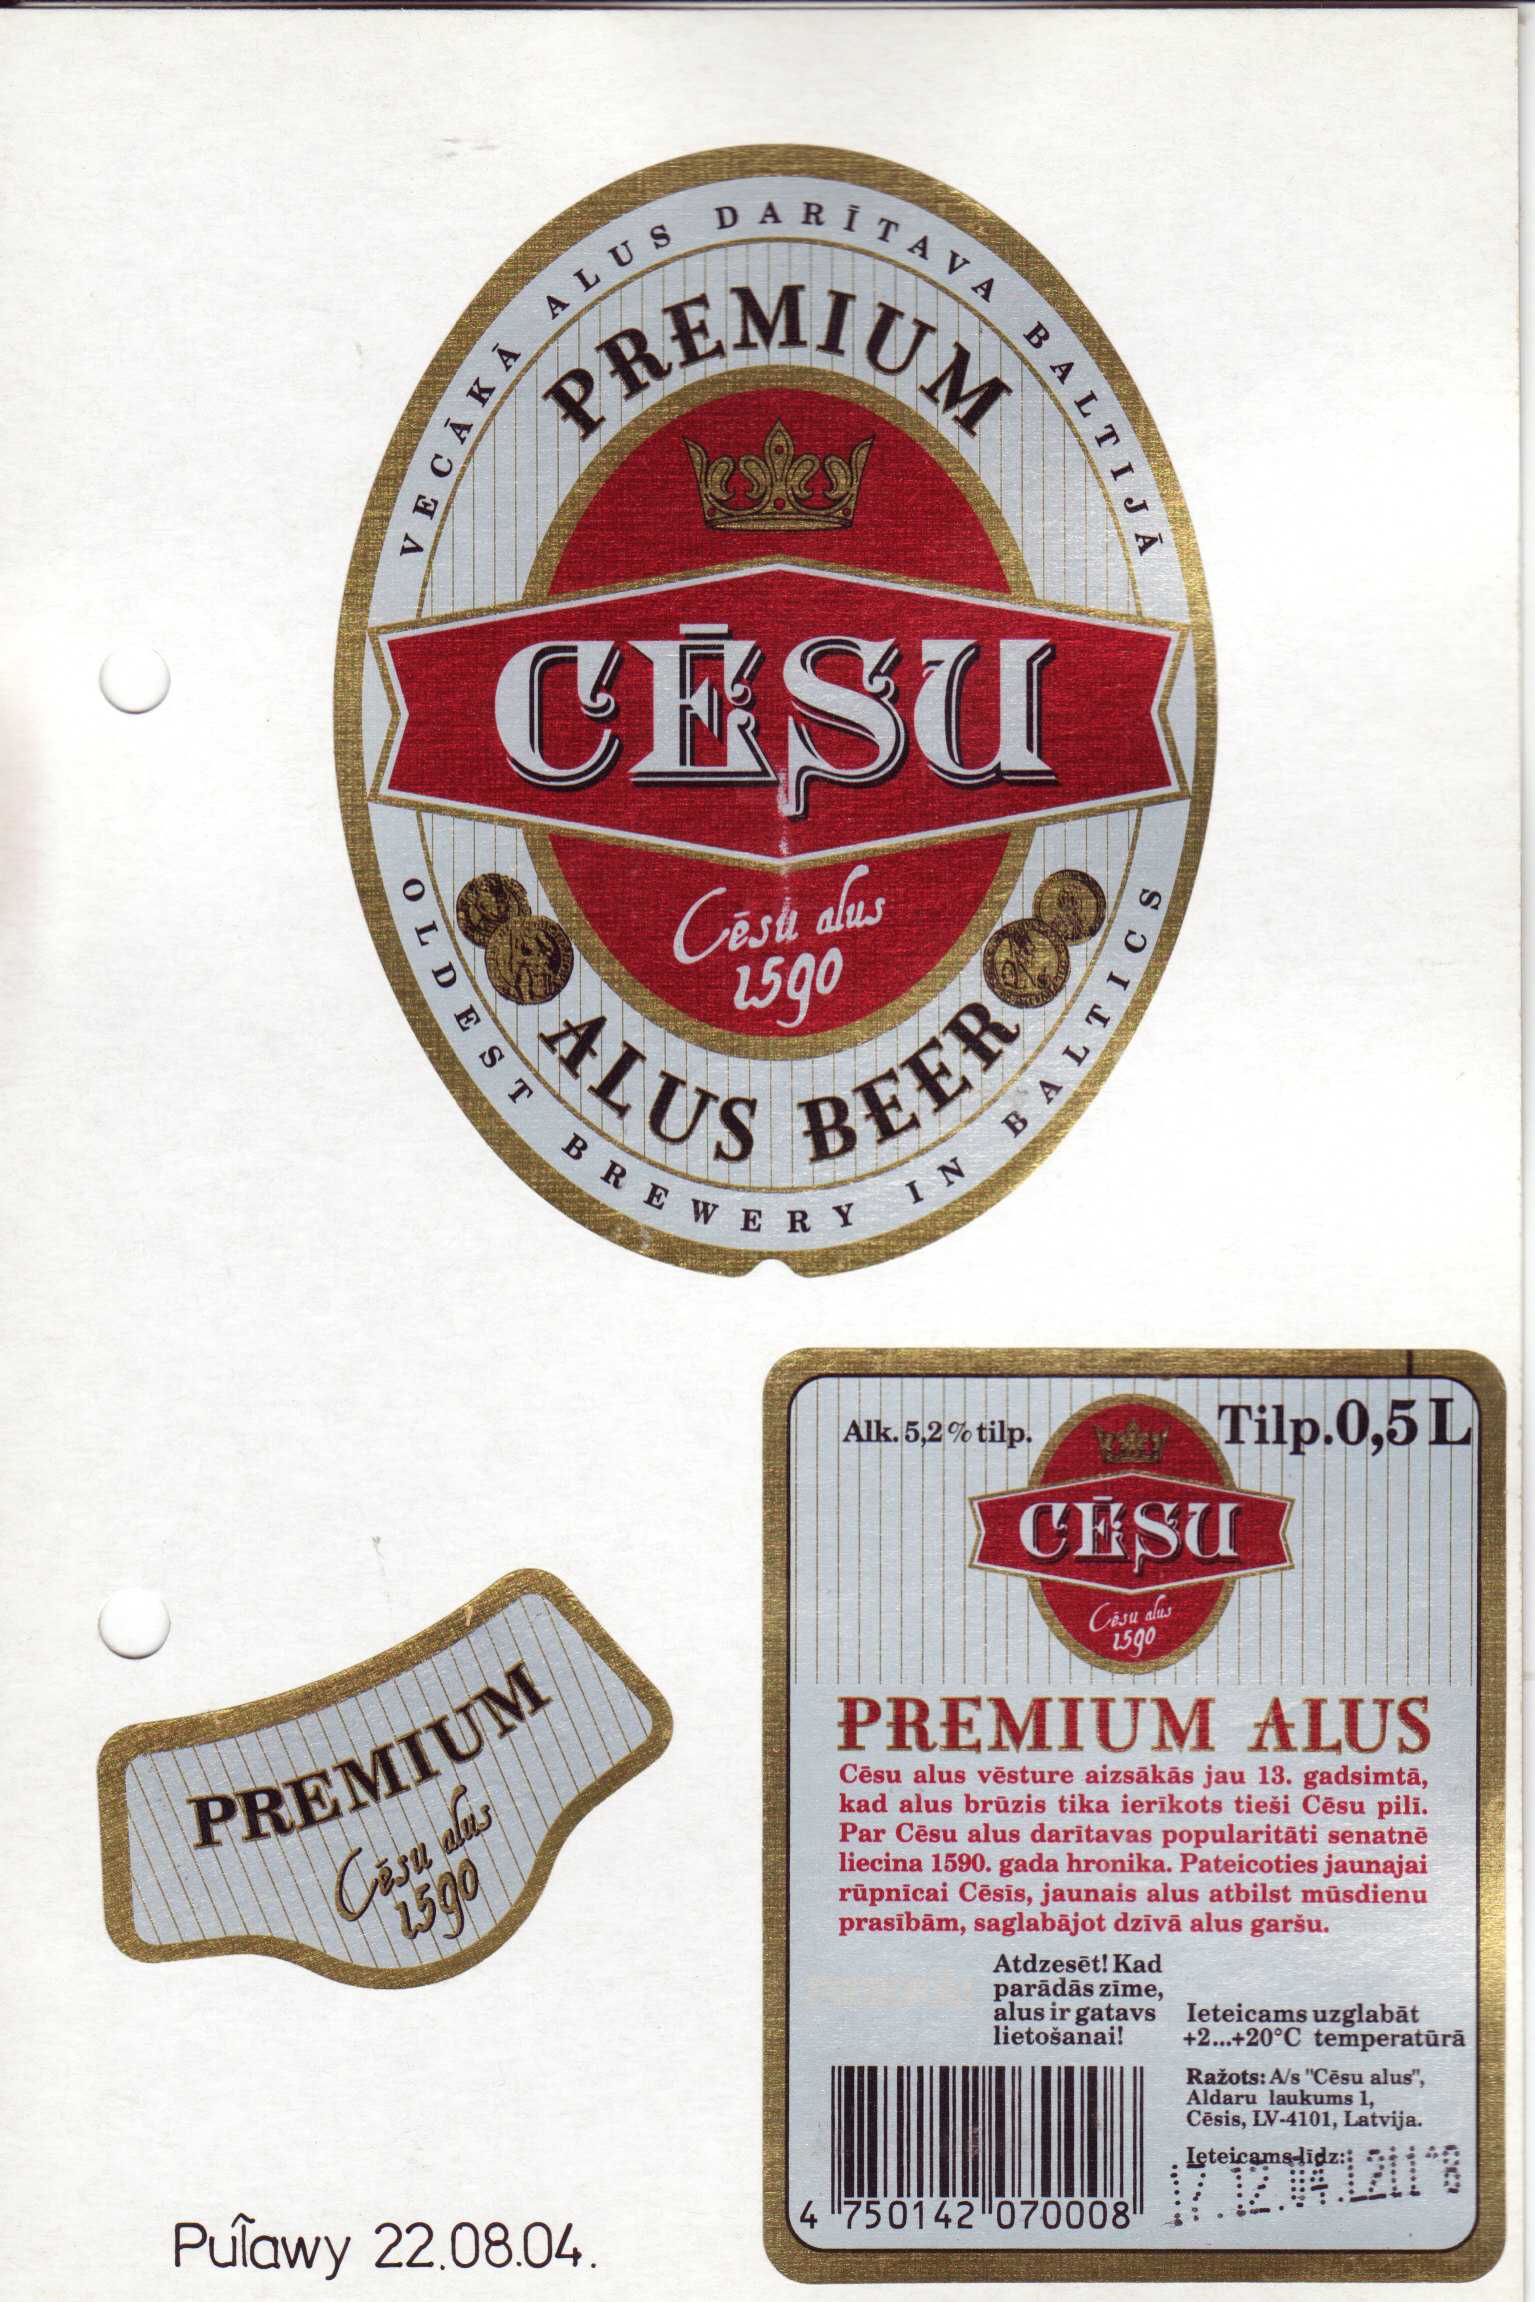 VECĀKĀ ALUS DARĪTAVA BALTIJĀ
PREMIUM
CĒSU
Cēsu alus
1590
ALUS BEER
OLDEST BREWERY IN BALTICS
PREMIUM
Cēsu alus
1590
Alk. 5,2 % tilp.
Tilp. 0,5 L
CĒSU
Cēsu alus
1590
PREMIUM ALUS
Cēsu alus vēsture aizsākās jau 13. gadsimtā,
kad alus brūzis tika ierīkots tieši Cēsu pilī.
Par Cēsu alus darītavas popularitāti senatnē
liecina 1590. gada hronika. Pateicoties jaunajai
rūpnīcai Cēsīs, jaunais alus atbilst mūsdienu
prasībām, saglabājot dzīvā alus garšu.
Atdzesēt! Kad
parādās zīme,
alus ir gatavs
lietošanai!
Ieteicams uzglabāt
+2...+20°C temperatūrā
Ražots: A/s "Cēsu alus",
Aldaru laukums 1,
Cēsis, LV-4101, Latvija.
Ieteicams līdz:
17.12.04.
4 750142 070008
Puławy 22.08.04.